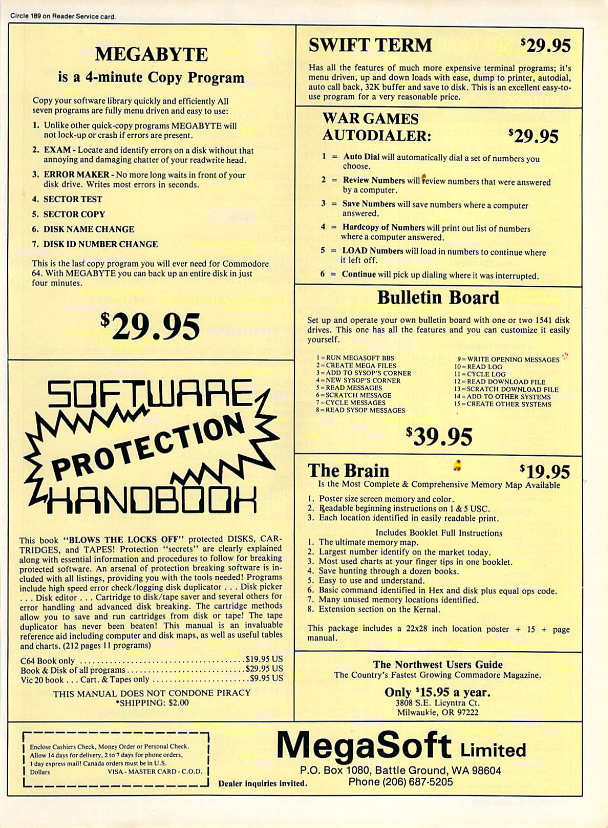 Circle 189 on Reader Service card.
MEGABYTE
is a 4-minute Copy Program
Copy your software library quickly and efficiently All
seven programs are fully menu driven and easy to use:
1. Unlike other quick-copy programs MEGABYTE will
not lock-up or crash if errors are present.
2. EXAM - Locate and identify errors on a disk without that
annoying and damaging chatter of your readwrite head.
3. ERROR MAKER - No more long waits in front of your
disk drive. Writes most errors in seconds.
4. SECTOR TEST
5. SECTOR COPY
6. DISK NAME CHANGE
7. DISK ID NUMBER CHANGE
This is the last copy program you will ever need for Commodore
64. With MEGABYTE you can back up an entire disk in just
four minutes.
$29.95
SOFTWARE
PROTECTION
HANDBOOK
This book "BLOWS THE LOCKS OFF" protected DISKS, CAR-
TRIDGES, and TAPES! Protection "secrets" are clearly explained
along with essential information and procedures to follow for breaking
protected software. An arsenal of protection breaking software is in-
cluded with all listings, providing you with the tools needed! Programs
include high speed error check/logging disk duplicator . . . Disk picker
. . . Disk editor . . . Cartridge to disk/tape saver and several others for
error handling and advanced disk breaking. The cartridge methods
allow you to save and run cartridges from disk or tape! The tape
duplicator has never been beaten! This manual is an invaluable
reference aid including computer and disk maps, as well as useful tables
and charts. (212 pages 11 programs)
C64 Book only . . . . . . . . . . . . . . . . . . . . . . . . $19.95 US
Book & Disk of all programs . . . . . . . . . . . . . . . . . . $29.95 US
Vic 20 book . . . Cart. & Tapes only . . . . . . . . . . . . . . $9.95 US
THIS MANUAL DOES NOT CONDONE PIRACY
*SHIPPING: $2.00
SWIFT TERM $29.95
Has all the features of much more expensive terminal programs; it's
menu driven, up and down loads with ease, dump to printer, autodial,
auto call back, 32K buffer and save to disk. This is an excellent easy-to-
use program for a very reasonable price.
WAR GAMES
AUTODIALER: $29.95
1 = Auto Dial will automatically dial a set of numbers you
choose.
2 = Review Numbers will review numbers that were answered
by a computer.
3 = Save Numbers will save numbers where a computer
answered.
4 = Hardcopy of Numbers will print out list of numbers
where a computer answered.
5 = LOAD Numbers will load in numbers to continue where
it left off.
6 = Continue will pick up dialing where it was interrupted.
Bulletin Board
Set up and operate your own bulletin board with one or two 1541 disk
drives. This one has all the features and you can customize it easily
yourself.
1 = RUN MEGASOFT BBS
2 = CREATE MEGA FILES
3 = ADD TO SYSOP'S CORNER
4 = NEW SYSOP'S CORNER
5 = READ MESSAGES
6 = SCRATCH MESSAGE
7 = CYCLE MESSAGES
8 = READ SYSOP MESSAGES
9 = WRITE OPENING MESSAGES
10 = READ LOG
11 = CYCLE LOG
12 = READ DOWNLOAD FILE
13 = SCRATCH DOWNLOAD FILE
14 = ADD TO OTHER SYSTEMS
15 = CREATE OTHER SYSTEMS
$39.95
The Brain $19.95
Is the Most Complete & Comprehensive Memory Map Available
1. Poster size screen memory and color.
2. Readable beginning instructions on 1 & 5 USC.
3. Each location identified in easily readable print.
Includes Booklet Full Instructions
1. The ultimate memory map.
2. Largest number identify on the market today.
3. Most used charts at your finger tips in one booklet.
4. Save hunting through a dozen books.
5. Easy to use and understand.
6. Basic command identified in Hex and disk plus equal ops code.
7. Many unused memory locations identified.
8. Extension section on the Kernal.
This package includes a 22x28 inch location poster + 15 + page
manual.
The Northwest Users Guide
The Country's Fastest Growing Commodore Magazine.
Only $15.95 a year.
3808 S.E. Licyntra Ct.
Milwaukie, OR 97222
Enclose Cashiers Check, Money Order or Personal Check.
Allow 14 days for delivery, 2 to 7 days for phone orders,
1 day express mail! Canada orders must be in U.S.
Dollars VISA - MASTER CARD - C.O.D.
Dealer inquiries invited.
MegaSoft Limited
P.O. Box 1080, Battle Ground, WA 98604
Phone (206) 687-5205